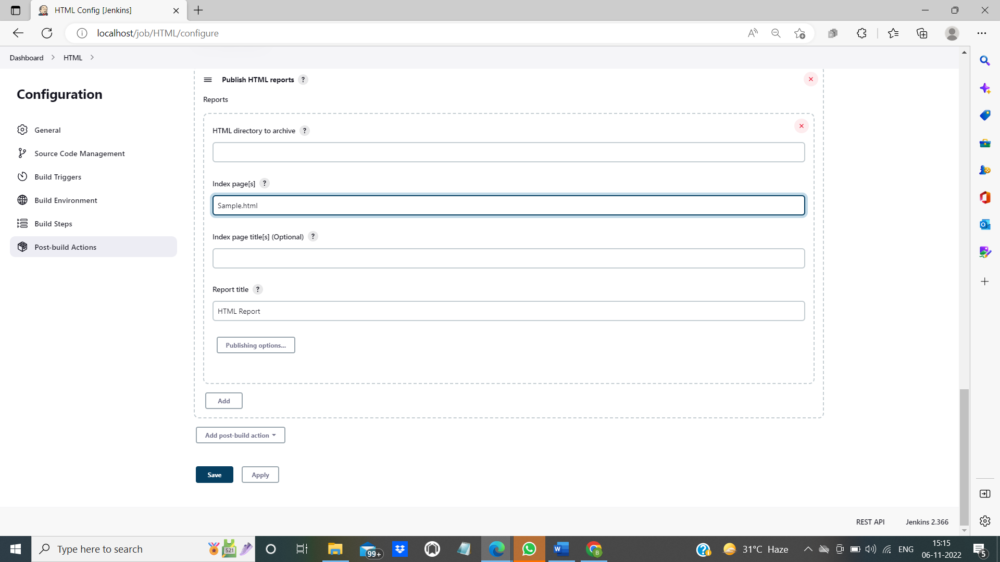 HTML Config [Jenkins]
localhost/job/HTML/configure
Dashboard
HTML
Configuration
General
Source Code Management
Build Triggers
Build Environment
Build Steps
Post-build Actions
Publish HTML reports ?
Reports
HTML directory to archive ?
Index page[s] ?
Sample.html
Index page title[s] (Optional) ?
Report title ?
HTML Report
Publishing options...
Add
Add post-build action
Save
Apply
REST API
Jenkins 2.366
Type here to search
521
99+
31°C Haze
ENG
15:15
06-11-2022
5